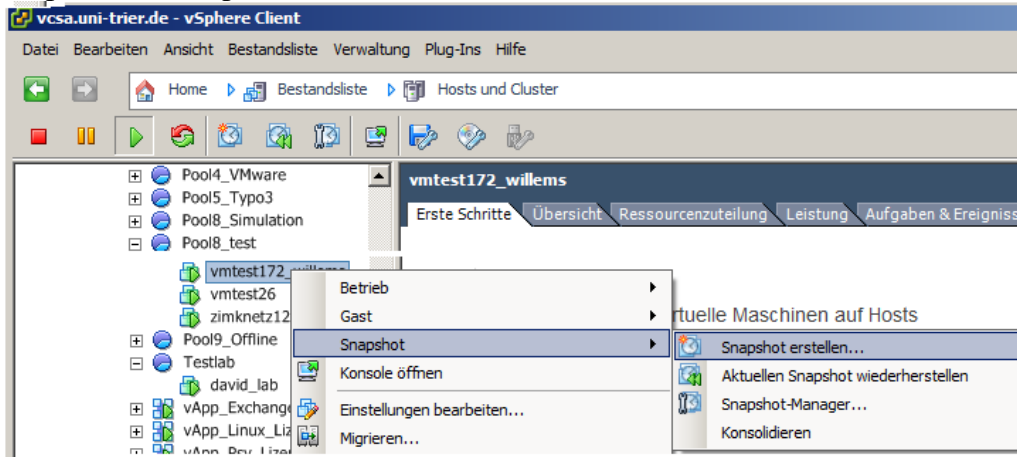 vcsa.uni-trier.de - vSphere Client
Datei Bearbeiten Ansicht Bestandsliste Verwaltung Plug-Ins Hilfe
Home Bestandsliste Hosts und Cluster
Pool4_VMware
Pool5_Typo3
Pool8_Simulation
Pool8_test
vmtest172_willems
vmtest26
zimknetz12
Pool9_Offline
Testlab
david_lab
vApp_Exchange
vApp_Linux_Liz
vApp_Psy_Lizen
vmtest172_willems
Erste Schritte Übersicht Ressourcenzuteilung Leistung Aufgaben & Ereigniss
rtuelle Maschinen auf Hosts
Betrieb
Gast
Snapshot
Konsole öffnen
Einstellungen bearbeiten...
Migrieren...
Snapshot erstellen...
Aktuellen Snapshot wiederherstellen
Snapshot-Manager...
Konsolidieren